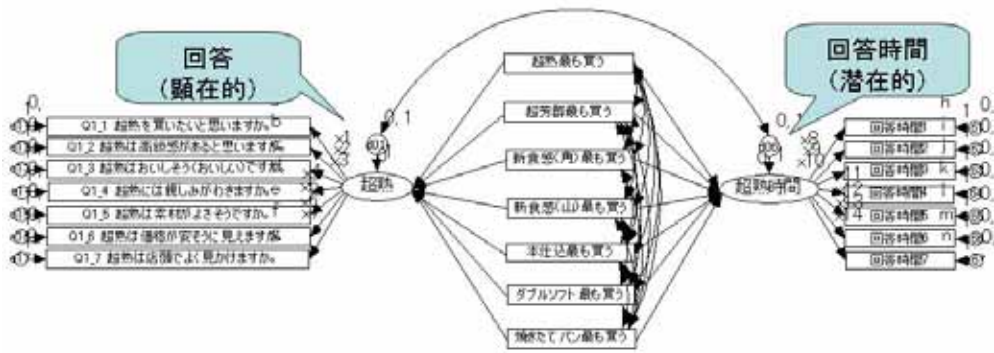 回答
(顕在的)
回答時間
(潜在的)
超熟最も買う
超芳醇最も買う
新食感(角)最も買う
新食感(山)最も買う
本仕込最も買う
ダブルソフト最も買う
焼きたてパン最も買う
Q1_1 超熟を買いたいと思いますか。
Q1_2 超熟は高級感があると思いますか。
Q1_3 超熟はおいしそう(おいしい)ですか。
Q1_4 超熟には親しみがわきますか。
Q1_5 超熟は素材がよさそうですか。
Q1_6 超熟は価格が安そうに見えますか。
Q1_7 超熟は店頭でよく見かけますか。
超熟
超熟時間
0, 1
回答時間1
回答時間2
回答時間3
回答時間4
回答時間5
回答時間6
回答時間7